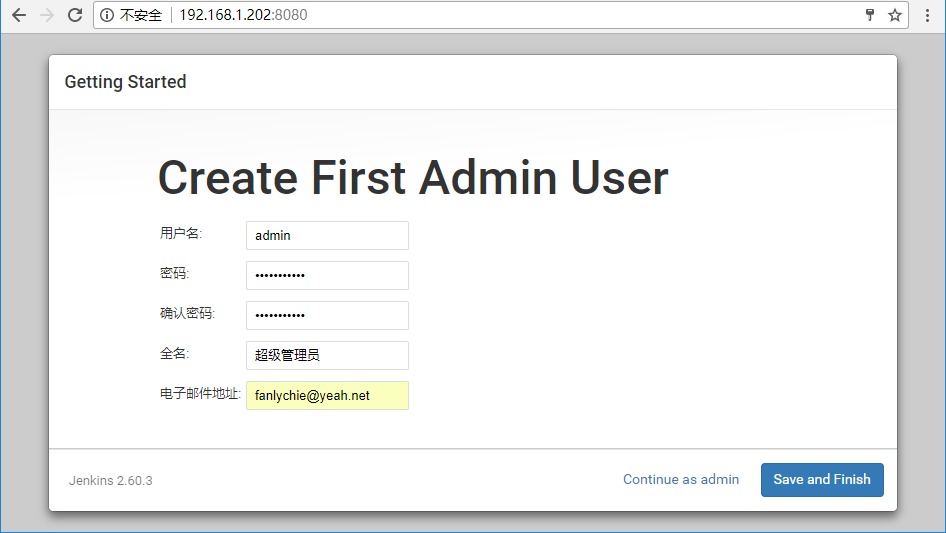 不安全 192.168.1.202:8080
Getting Started
Create First Admin User
用户名: admin
密码: •••••••••••
确认密码: •••••••••••
全名: 超级管理员
电子邮件地址: fanlychie@yeah.net
Jenkins 2.60.3 Continue as admin Save and Finish